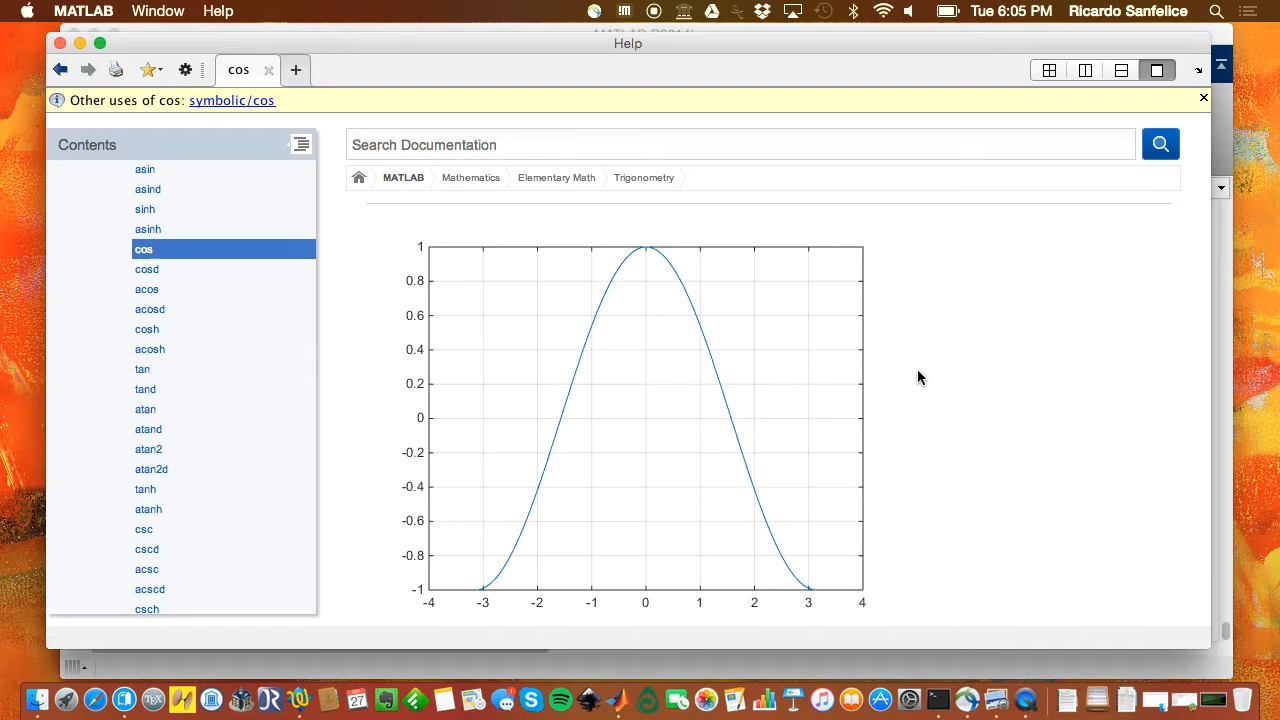 MATLAB Window Help Tue 6:05 PM Ricardo Sanfelice
Help
cos
Other uses of cos: symbolic/cos
Contents
asin
asind
sinh
asinh
cos
cosd
acos
acosd
cosh
acosh
tan
tand
atan
atand
atan2
atan2d
tanh
atanh
csc
cscd
acsc
acscd
csch
Search Documentation
MATLAB Mathematics Elementary Math Trigonometry
1
0.8
0.6
0.4
0.2
0
-0.2
-0.4
-0.6
-0.8
-1
-4 -3 -2 -1 0 1 2 3 4
TEX
27